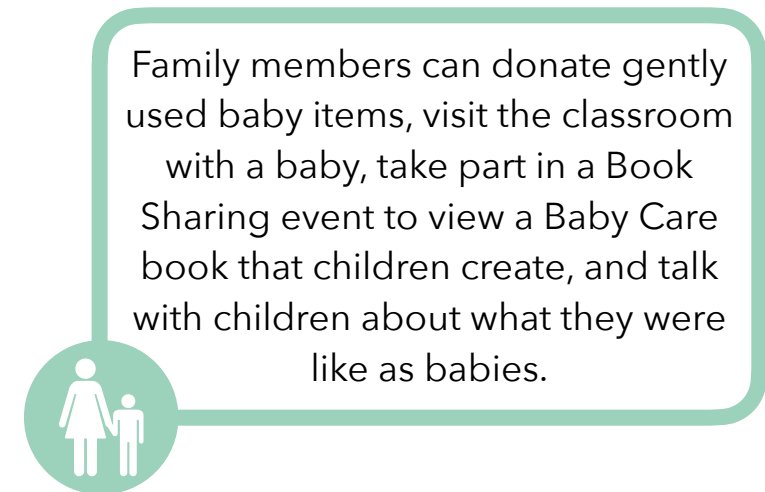 Family members can donate gently
used baby items, visit the classroom
with a baby, take part in a Book
Sharing event to view a Baby Care
book that children create, and talk
with children about what they were
like as babies.